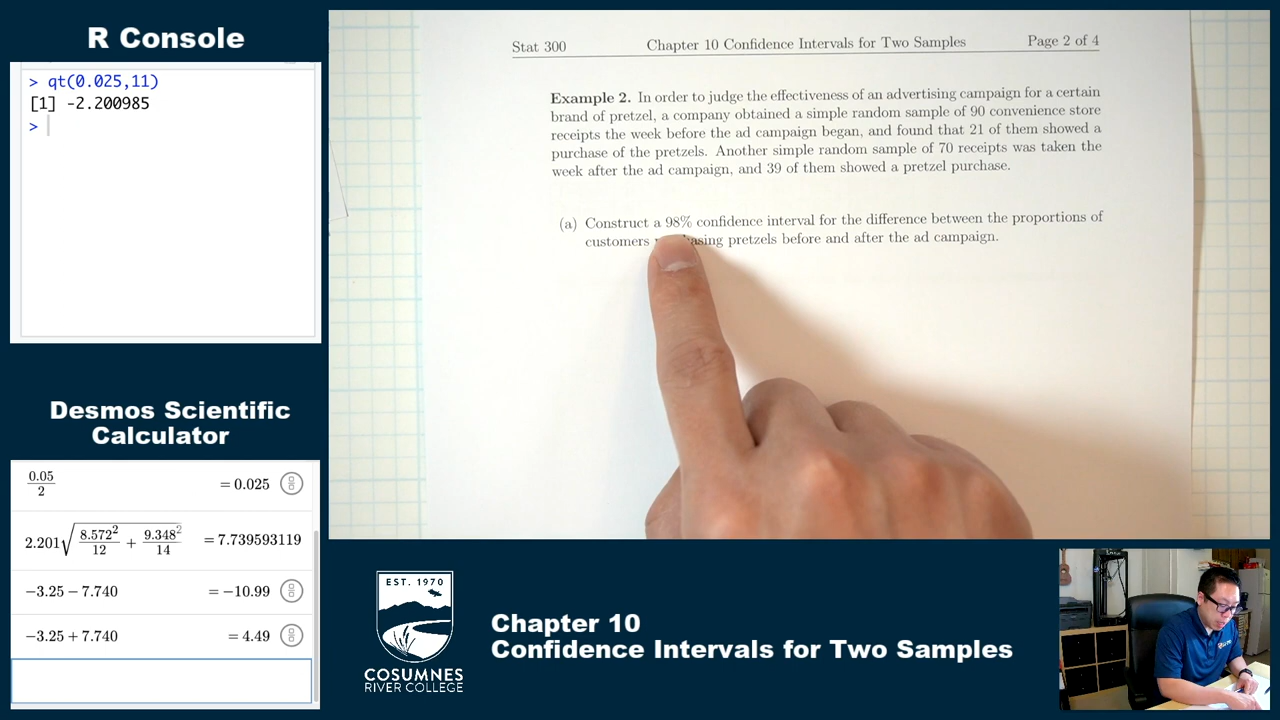 R Console
> qt(0.025,11)
[1] -2.200985
>
Desmos Scientific
Calculator
0.05/2 = 0.025
2.201√(8.572²/12 + 9.348²/14) = 7.739593119
−3.25 − 7.740 = −10.99
−3.25 + 7.740 = 4.49
Stat 300 Chapter 10 Confidence Intervals for Two Samples Page 2 of 4
Example 2. In order to judge the effectiveness of an advertising campaign for a certain
brand of pretzel, a company obtained a simple random sample of 90 convenience store
receipts the week before the ad campaign began, and found that 21 of them showed a
purchase of the pretzels. Another simple random sample of 70 receipts was taken the
week after the ad campaign, and 39 of them showed a pretzel purchase.
(a) Construct a 98% confidence interval for the difference between the proportions of
customers pretzels before and after the ad campaign.
EST. 1970
COSUMNES
RIVER COLLEGE
Chapter 10
Confidence Intervals for Two Samples